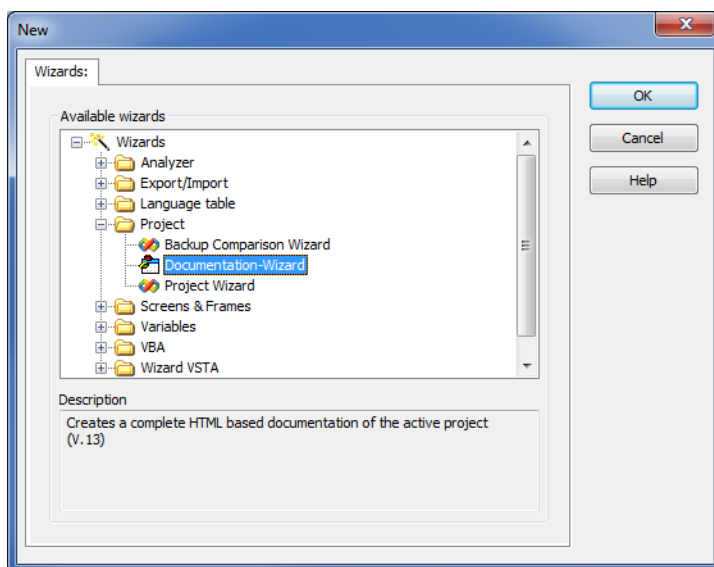 New
Wizards:
OK
Available wizards
Wizards
Cancel
Analyzer
Export/Import
Help
Language table
Project
Backup Comparison Wizard
Documentation-Wizard
Project Wizard
Screens & Frames
Variables
VBA
Wizard VSTA
Description
Creates a complete HTML based documentation of the active project
(V.13)